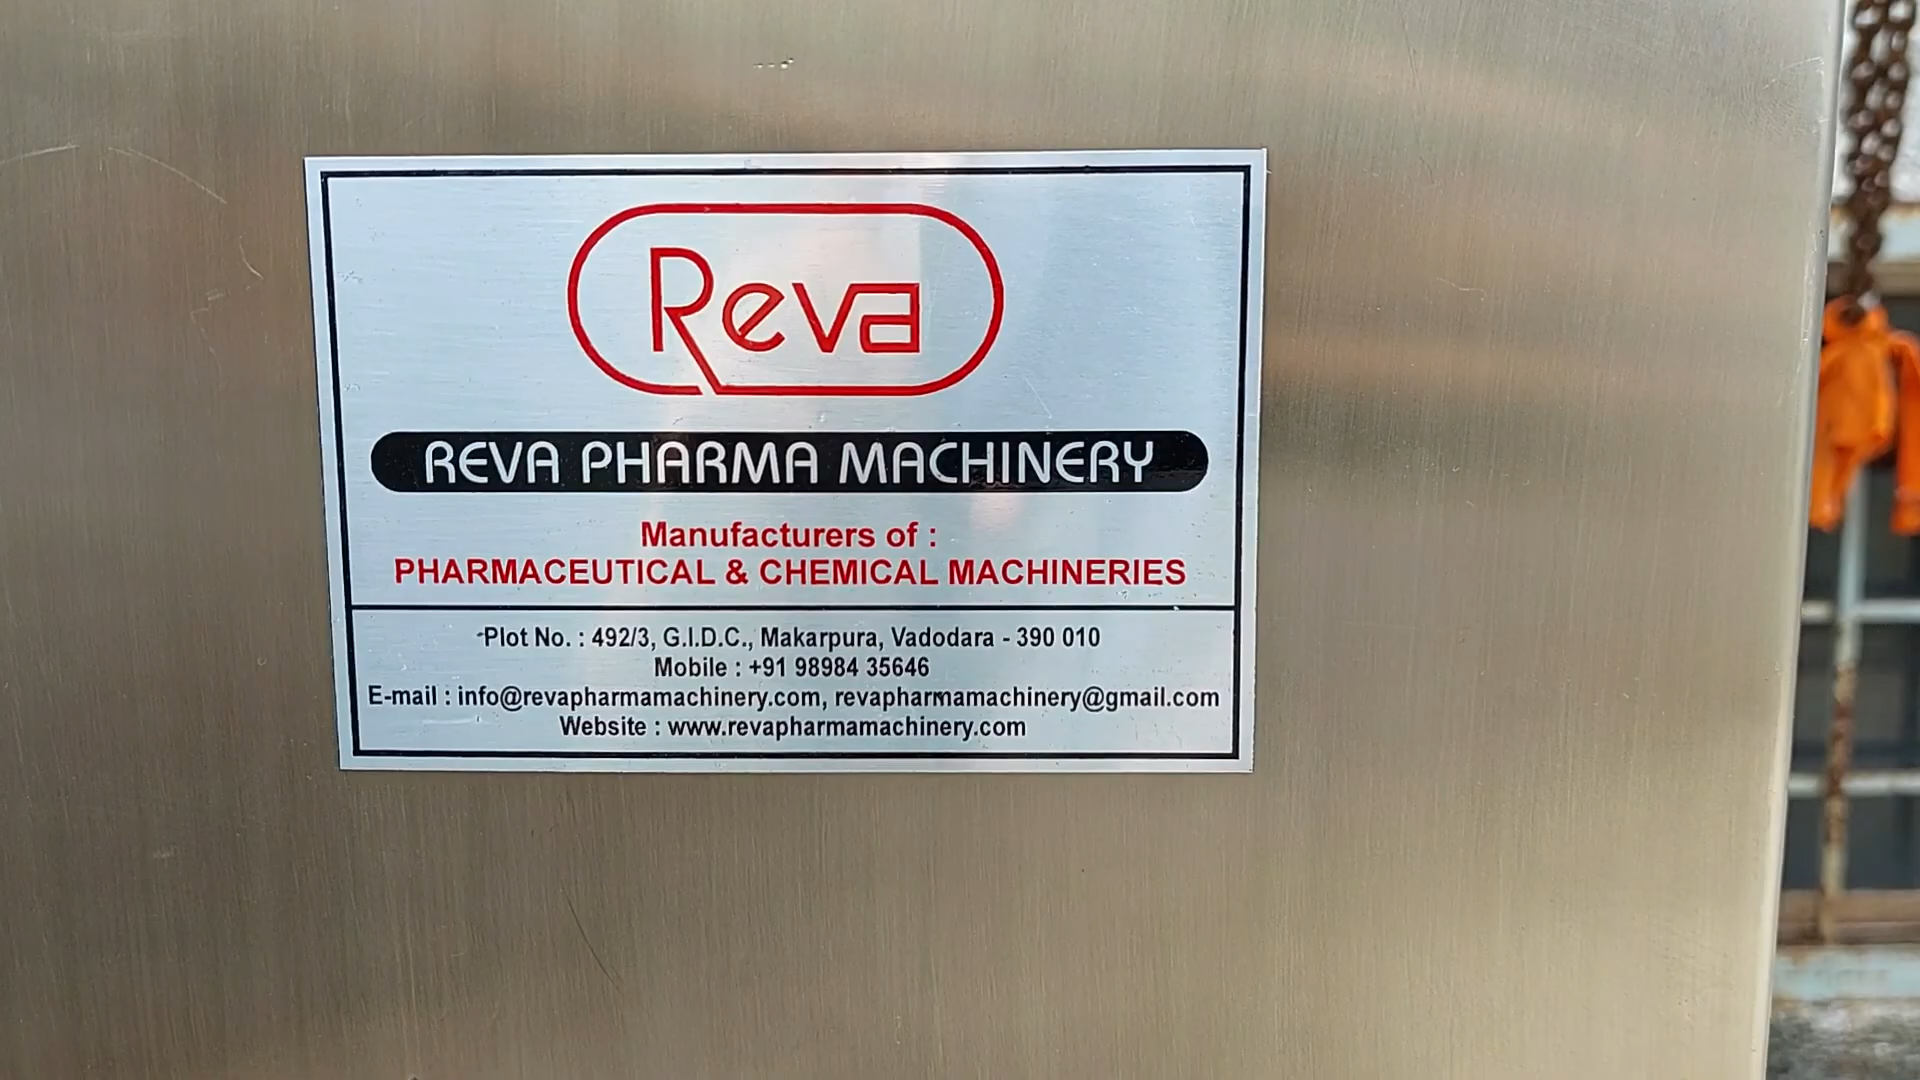 Reva
REVA PHARMA MACHINERY
Manufacturers of :
PHARMACEUTICAL & CHEMICAL MACHINERIES
Plot No. : 492/3, G.I.D.C., Makarpura, Vadodara - 390 010
Mobile : +91 98984 35646
E-mail : info@revapharmamachinery.com, revapharmamachinery@gmail.com
Website : www.revapharmamachinery.com